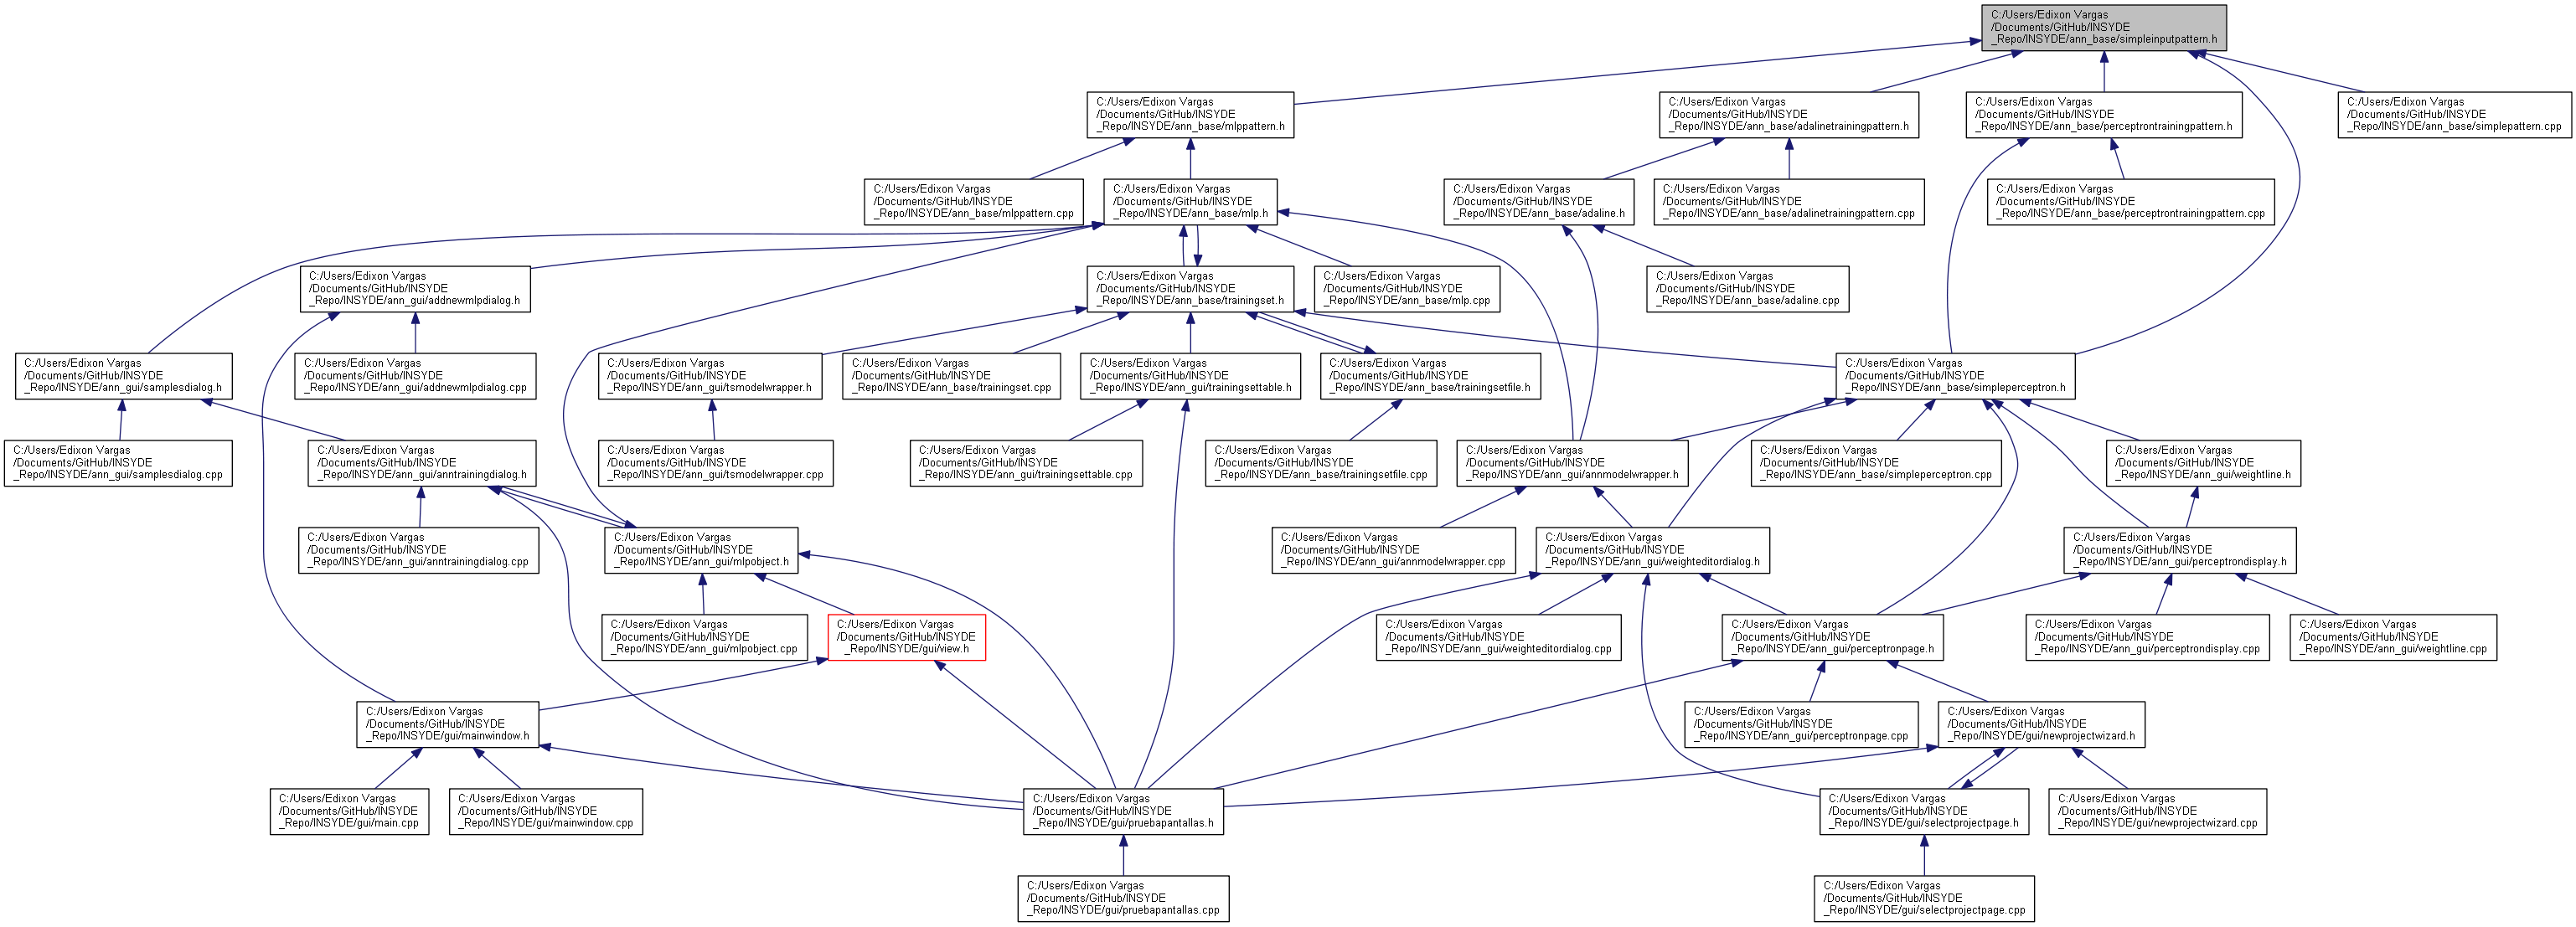 C:/Users/Edixon Vargas
/Documents/GitHub/INSYDE
_Repo/INSYDE/ann_base/simpleinputpattern.h
C:/Users/Edixon Vargas
/Documents/GitHub/INSYDE
_Repo/INSYDE/ann_base/mlppattern.h
C:/Users/Edixon Vargas
/Documents/GitHub/INSYDE
_Repo/INSYDE/ann_base/adalinetrainingpattern.h
C:/Users/Edixon Vargas
/Documents/GitHub/INSYDE
_Repo/INSYDE/ann_base/perceptrontrainingpattern.h
C:/Users/Edixon Vargas
/Documents/GitHub/INSYDE
_Repo/INSYDE/ann_base/simplepattern.cpp
C:/Users/Edixon Vargas
/Documents/GitHub/INSYDE
_Repo/INSYDE/ann_base/mlppattern.cpp
C:/Users/Edixon Vargas
/Documents/GitHub/INSYDE
_Repo/INSYDE/ann_base/mlp.h
C:/Users/Edixon Vargas
/Documents/GitHub/INSYDE
_Repo/INSYDE/ann_base/adaline.h
C:/Users/Edixon Vargas
/Documents/GitHub/INSYDE
_Repo/INSYDE/ann_base/adalinetrainingpattern.cpp
C:/Users/Edixon Vargas
/Documents/GitHub/INSYDE
_Repo/INSYDE/ann_base/perceptrontrainingpattern.cpp
C:/Users/Edixon Vargas
/Documents/GitHub/INSYDE
_Repo/INSYDE/ann_gui/addnewmlpdialog.h
C:/Users/Edixon Vargas
/Documents/GitHub/INSYDE
_Repo/INSYDE/ann_base/trainingset.h
C:/Users/Edixon Vargas
/Documents/GitHub/INSYDE
_Repo/INSYDE/ann_base/mlp.cpp
C:/Users/Edixon Vargas
/Documents/GitHub/INSYDE
_Repo/INSYDE/ann_base/adaline.cpp
C:/Users/Edixon Vargas
/Documents/GitHub/INSYDE
_Repo/INSYDE/ann_gui/samplesdialog.h
C:/Users/Edixon Vargas
/Documents/GitHub/INSYDE
_Repo/INSYDE/ann_gui/addnewmlpdialog.cpp
C:/Users/Edixon Vargas
/Documents/GitHub/INSYDE
_Repo/INSYDE/ann_gui/tsmodelwrapper.h
C:/Users/Edixon Vargas
/Documents/GitHub/INSYDE
_Repo/INSYDE/ann_base/trainingset.cpp
C:/Users/Edixon Vargas
/Documents/GitHub/INSYDE
_Repo/INSYDE/ann_gui/trainingsettable.h
C:/Users/Edixon Vargas
/Documents/GitHub/INSYDE
_Repo/INSYDE/ann_base/trainingsetfile.h
C:/Users/Edixon Vargas
/Documents/GitHub/INSYDE
_Repo/INSYDE/ann_base/simpleperceptron.h
C:/Users/Edixon Vargas
/Documents/GitHub/INSYDE
_Repo/INSYDE/ann_gui/samplesdialog.cpp
C:/Users/Edixon Vargas
/Documents/GitHub/INSYDE
_Repo/INSYDE/ann_gui/anntrainingdialog.h
C:/Users/Edixon Vargas
/Documents/GitHub/INSYDE
_Repo/INSYDE/ann_gui/tsmodelwrapper.cpp
C:/Users/Edixon Vargas
/Documents/GitHub/INSYDE
_Repo/INSYDE/ann_gui/trainingsettable.cpp
C:/Users/Edixon Vargas
/Documents/GitHub/INSYDE
_Repo/INSYDE/ann_base/trainingsetfile.cpp
C:/Users/Edixon Vargas
/Documents/GitHub/INSYDE
_Repo/INSYDE/ann_gui/annmodelwrapper.h
C:/Users/Edixon Vargas
/Documents/GitHub/INSYDE
_Repo/INSYDE/ann_base/simpleperceptron.cpp
C:/Users/Edixon Vargas
/Documents/GitHub/INSYDE
_Repo/INSYDE/ann_gui/weightline.h
C:/Users/Edixon Vargas
/Documents/GitHub/INSYDE
_Repo/INSYDE/ann_gui/anntrainingdialog.cpp
C:/Users/Edixon Vargas
/Documents/GitHub/INSYDE
_Repo/INSYDE/ann_gui/mlpobject.h
C:/Users/Edixon Vargas
/Documents/GitHub/INSYDE
_Repo/INSYDE/ann_gui/annmodelwrapper.cpp
C:/Users/Edixon Vargas
/Documents/GitHub/INSYDE
_Repo/INSYDE/ann_gui/weighteditordialog.h
C:/Users/Edixon Vargas
/Documents/GitHub/INSYDE
_Repo/INSYDE/ann_gui/perceptrondisplay.h
C:/Users/Edixon Vargas
/Documents/GitHub/INSYDE
_Repo/INSYDE/ann_gui/mlpobject.cpp
C:/Users/Edixon Vargas
/Documents/GitHub/INSYDE
_Repo/INSYDE/gui/view.h
C:/Users/Edixon Vargas
/Documents/GitHub/INSYDE
_Repo/INSYDE/ann_gui/weighteditordialog.cpp
C:/Users/Edixon Vargas
/Documents/GitHub/INSYDE
_Repo/INSYDE/ann_gui/perceptronpage.h
C:/Users/Edixon Vargas
/Documents/GitHub/INSYDE
_Repo/INSYDE/ann_gui/perceptrondisplay.cpp
C:/Users/Edixon Vargas
/Documents/GitHub/INSYDE
_Repo/INSYDE/ann_gui/weightline.cpp
C:/Users/Edixon Vargas
/Documents/GitHub/INSYDE
_Repo/INSYDE/gui/mainwindow.h
C:/Users/Edixon Vargas
/Documents/GitHub/INSYDE
_Repo/INSYDE/ann_gui/perceptronpage.cpp
C:/Users/Edixon Vargas
/Documents/GitHub/INSYDE
_Repo/INSYDE/gui/newprojectwizard.h
C:/Users/Edixon Vargas
/Documents/GitHub/INSYDE
_Repo/INSYDE/gui/main.cpp
C:/Users/Edixon Vargas
/Documents/GitHub/INSYDE
_Repo/INSYDE/gui/mainwindow.cpp
C:/Users/Edixon Vargas
/Documents/GitHub/INSYDE
_Repo/INSYDE/gui/pruebapantallas.h
C:/Users/Edixon Vargas
/Documents/GitHub/INSYDE
_Repo/INSYDE/gui/selectprojectpage.h
C:/Users/Edixon Vargas
/Documents/GitHub/INSYDE
_Repo/INSYDE/gui/newprojectwizard.cpp
C:/Users/Edixon Vargas
/Documents/GitHub/INSYDE
_Repo/INSYDE/gui/pruebapantallas.cpp
C:/Users/Edixon Vargas
/Documents/GitHub/INSYDE
_Repo/INSYDE/gui/selectprojectpage.cpp